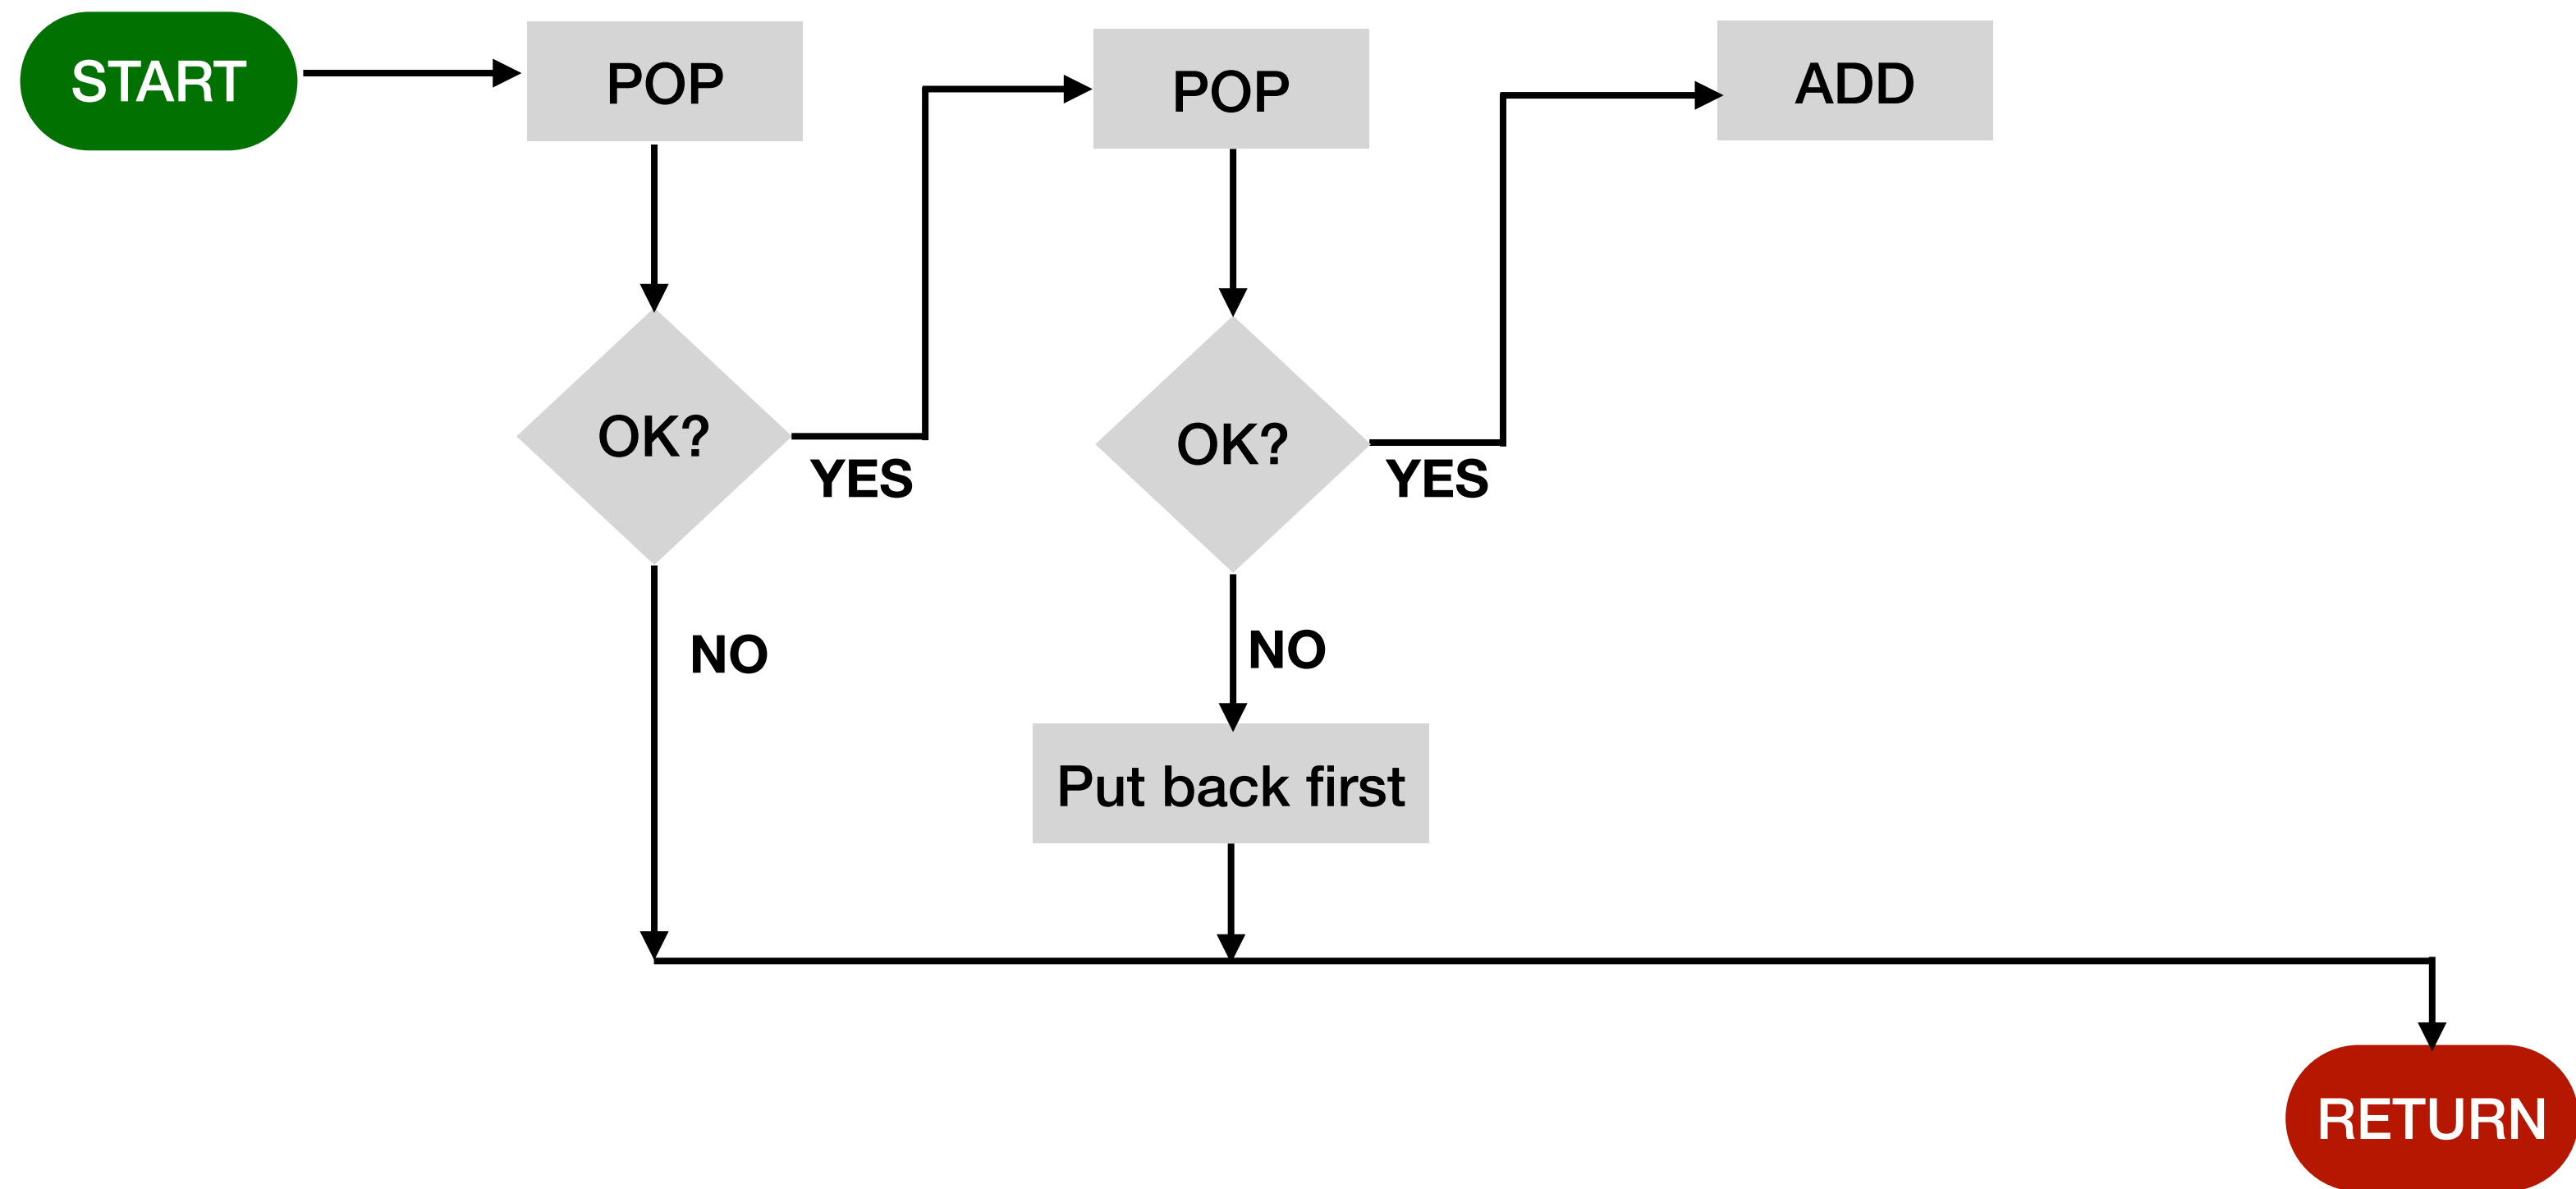 START
POP
POP
ADD
OK?
YES
OK?
YES
NO
NO
Put back first
RETURN